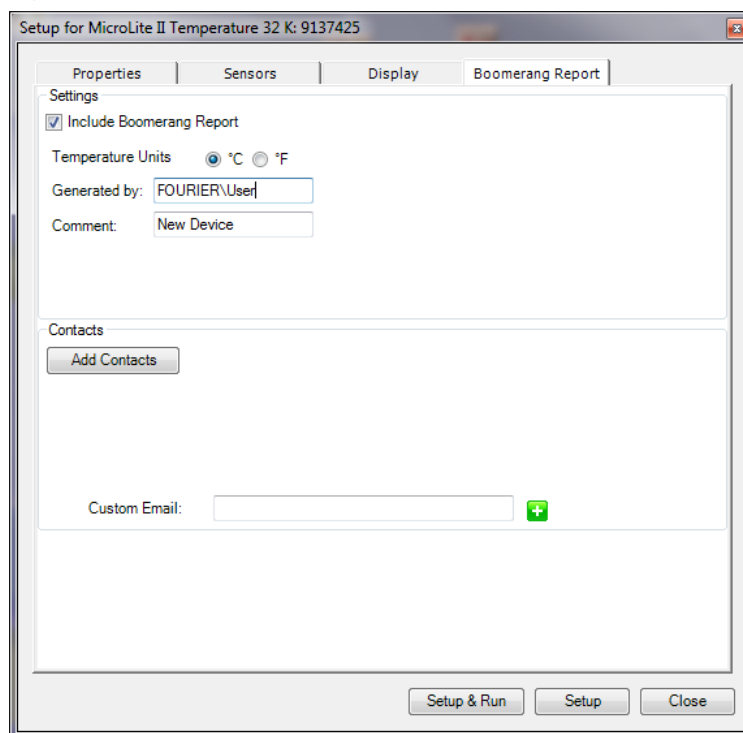 Setup for MicroLite II Temperature 32 K: 9137425
Properties Sensors Display Boomerang Report
Settings
Include Boomerang Report
Temperature Units °C °F
Generated by: FOURIER\User
Comment: New Device
Contacts
Add Contacts
Custom Email:
Setup & Run Setup Close